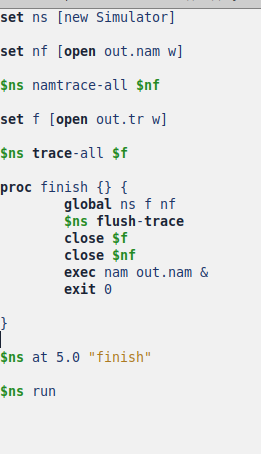 set ns [new Simulator]
set nf [open out.nam w]
$ns namtrace-all $nf
set f [open out.tr w]
$ns trace-all $f
proc finish {} {
        global ns f nf
        $ns flush-trace
        close $f
        close $nf
        exec nam out.nam &
        exit 0
}
$ns at 5.0 "finish"
$ns run